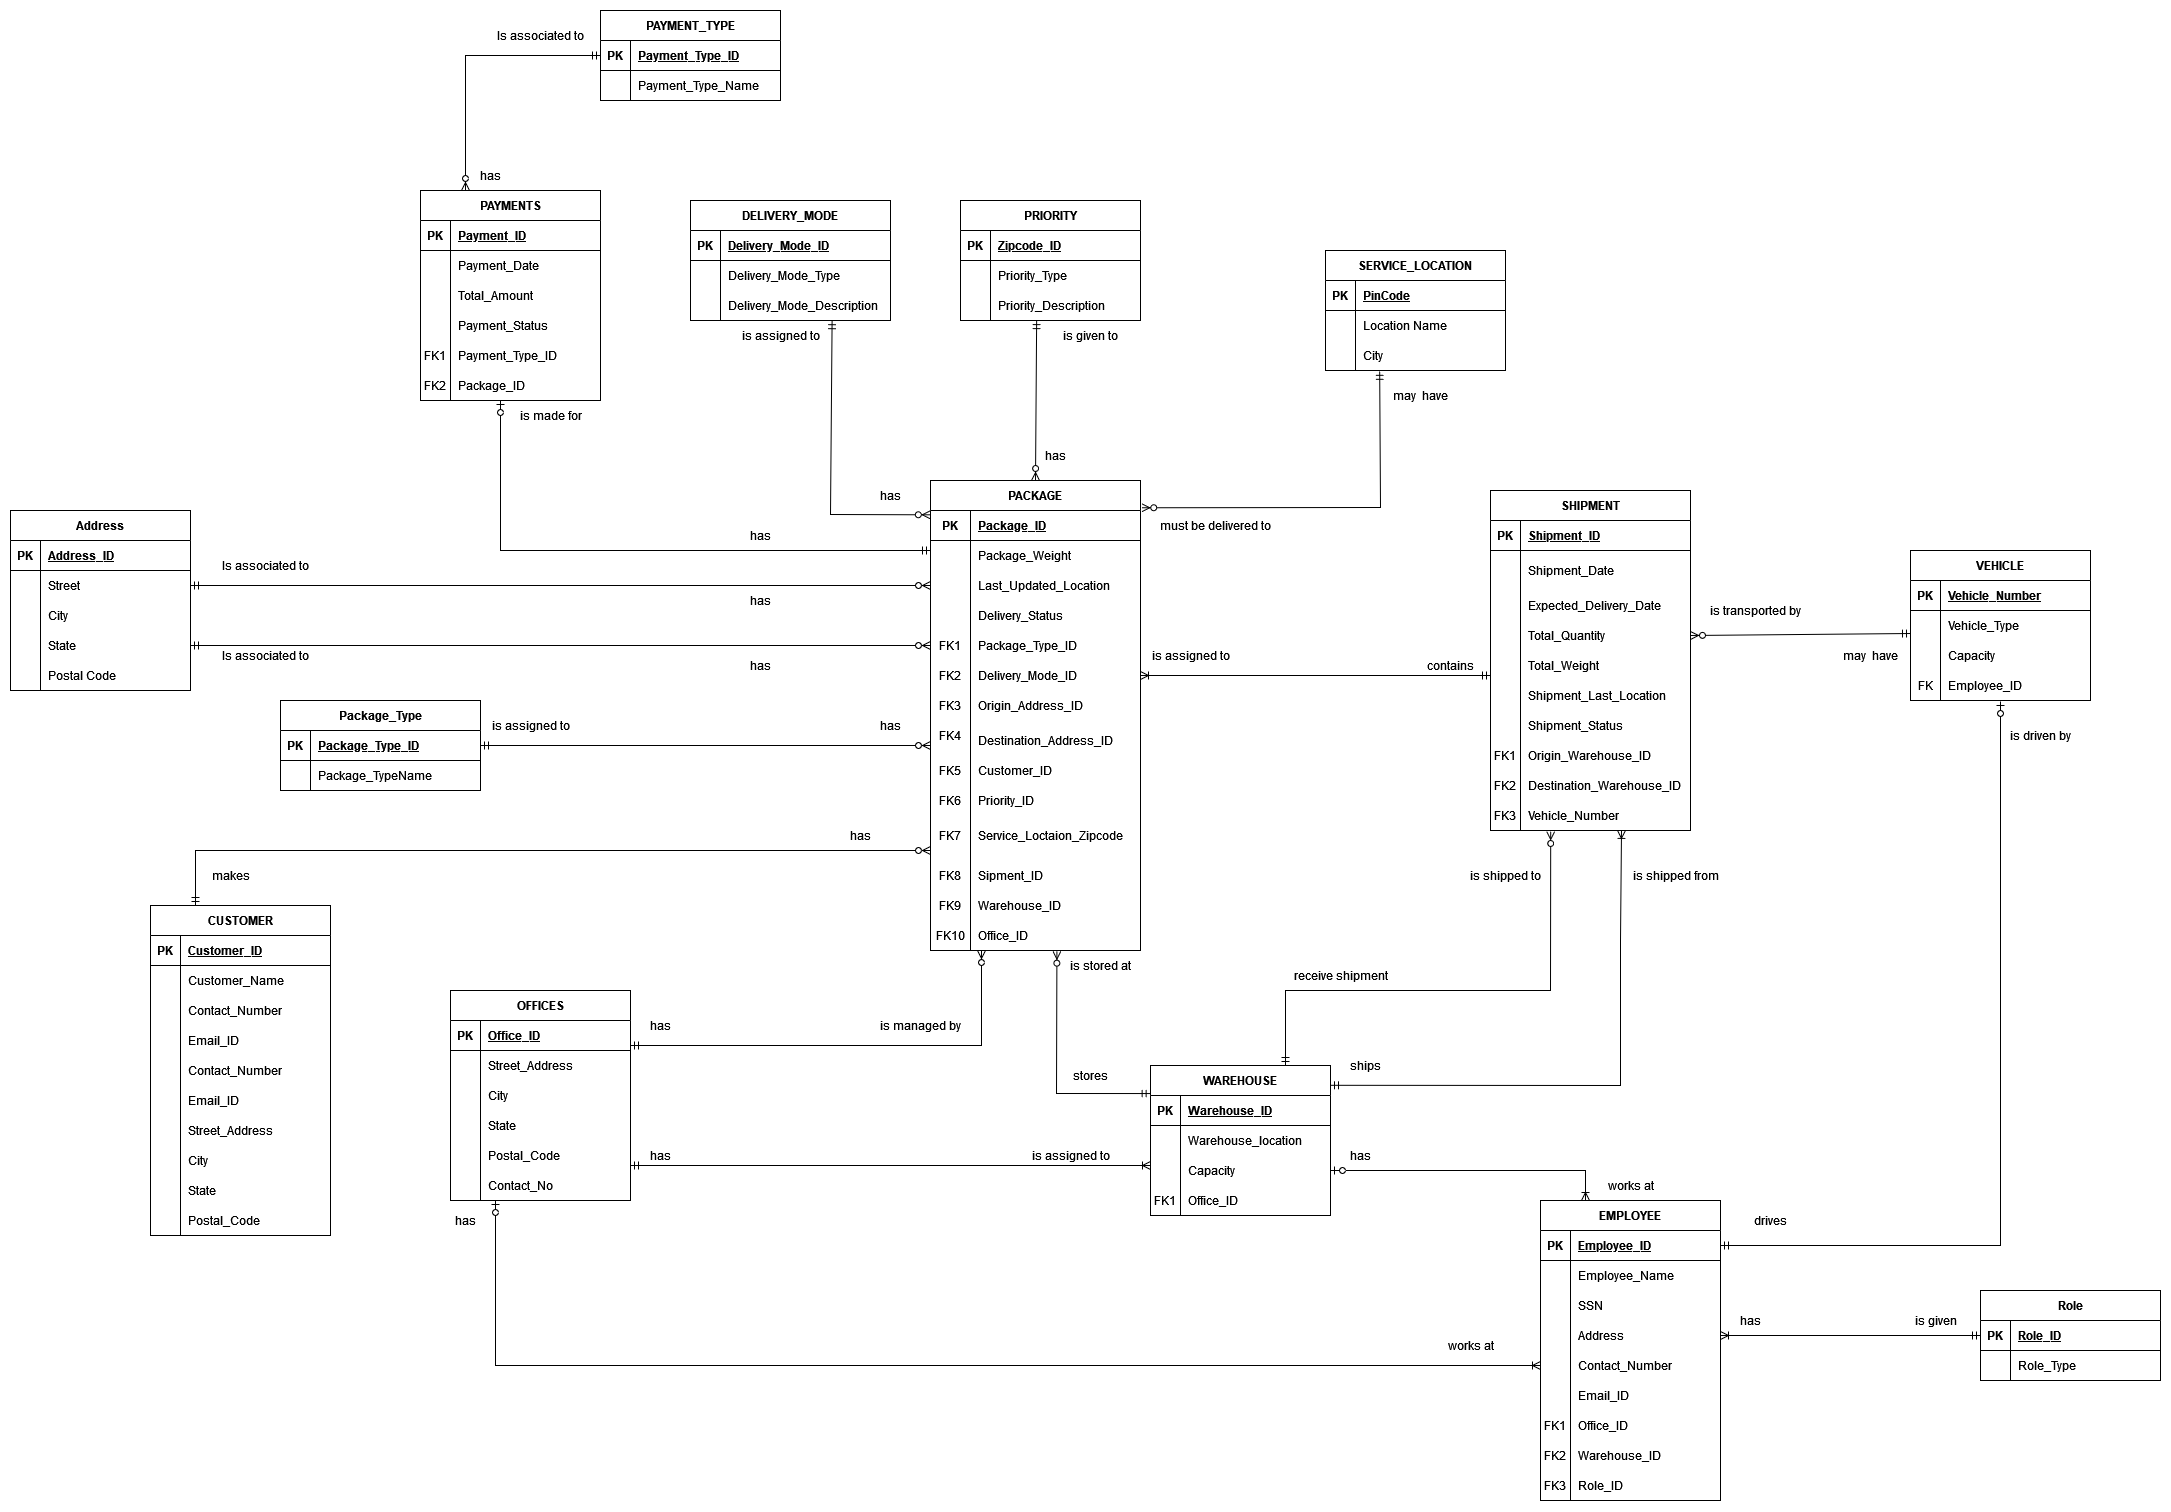 PAYMENT_TYPE
PK Payment_Type_ID
Payment_Type_Name
Is associated to
has
PAYMENTS
PK Payment_ID
Payment_Date
Total_Amount
Payment_Status
FK1 Payment_Type_ID
FK2 Package_ID
is made for
has
DELIVERY_MODE
PK Delivery_Mode_ID
Delivery_Mode_Type
Delivery_Mode_Description
is assigned to
has
PRIORITY
PK Zipcode_ID
Priority_Type
Priority_Description
is given to
has
SERVICE_LOCATION
PK PinCode
Location Name
City
may have
must be delivered to
Address
PK Address_ID
Street
City
State
Postal Code
Is associated to
has
Is associated to
has
Package_Type
PK Package_Type_ID
Package_TypeName
is assigned to
has
PACKAGE
PK Package_ID
Package_Weight
Last_Updated_Location
Delivery_Status
FK1 Package_Type_ID
FK2 Delivery_Mode_ID
FK3 Origin_Address_ID
FK4 Destination_Address_ID
FK5 Customer_ID
FK6 Priority_ID
FK7 Service_Loctaion_Zipcode
FK8 Sipment_ID
FK9 Warehouse_ID
FK10 Office_ID
is assigned to
contains
SHIPMENT
PK Shipment_ID
Shipment_Date
Expected_Delivery_Date
Total_Quantity
Total_Weight
Shipment_Last_Location
Shipment_Status
FK1 Origin_Warehouse_ID
FK2 Destination_Warehouse_ID
FK3 Vehicle_Number
is transported by
may have
VEHICLE
PK Vehicle_Number
Vehicle_Type
Capacity
FK Employee_ID
is driven by
has
makes
CUSTOMER
PK Customer_ID
Customer_Name
Contact_Number
Email_ID
Contact_Number
Email_ID
Street_Address
City
State
Postal_Code
OFFICES
PK Office_ID
Street_Address
City
State
Postal_Code
Contact_No
has
is managed by
has
is assigned to
has
works at
is stored at
stores
is shipped to
is shipped from
receive shipment
ships
WAREHOUSE
PK Warehouse_ID
Warehouse_location
Capacity
FK1 Office_ID
has
works at
EMPLOYEE
PK Employee_ID
Employee_Name
SSN
Address
Contact_Number
Email_ID
FK1 Office_ID
FK2 Warehouse_ID
FK3 Role_ID
drives
has
is given
Role
PK Role_ID
Role_Type